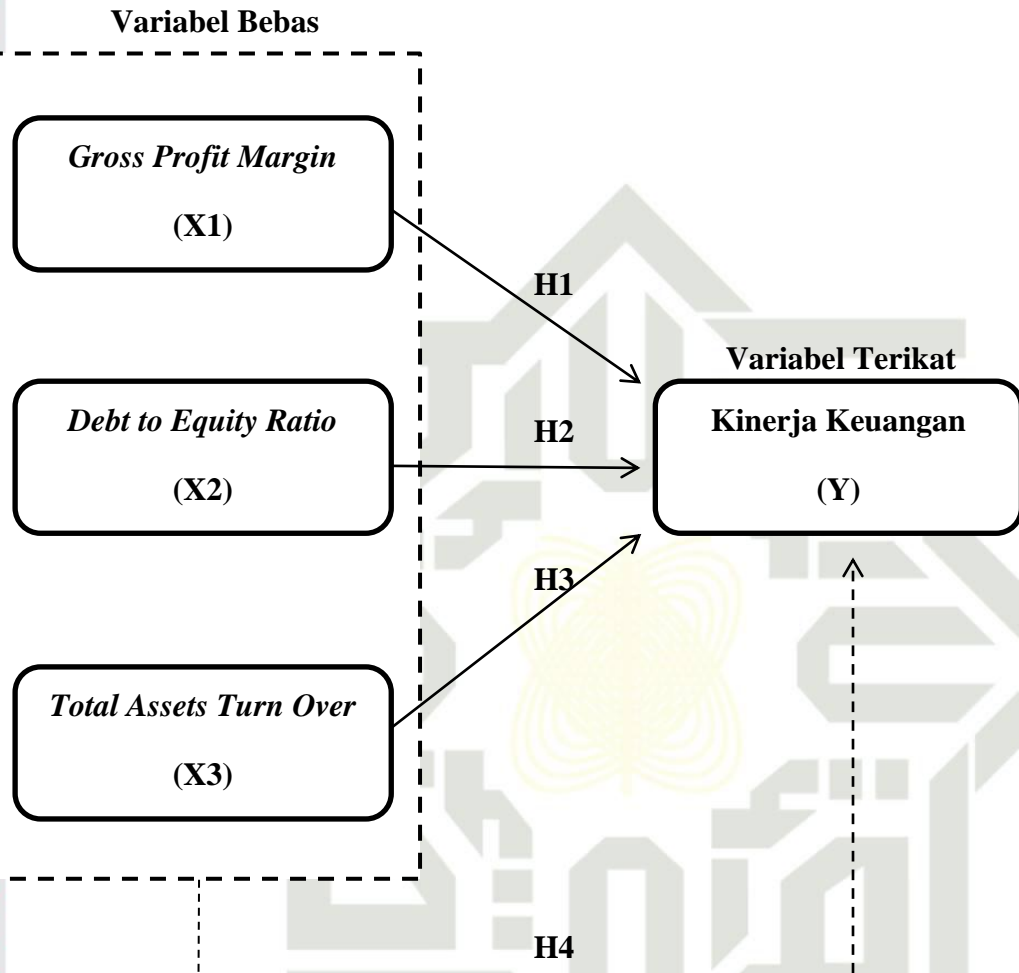 Variabel Bebas
Gross Profit Margin
(X1)
H1
Variabel Terikat
Debt to Equity Ratio
(X2)
H2
Kinerja Keuangan
(Y)
H3
Total Assets Turn Over
(X3)
H4